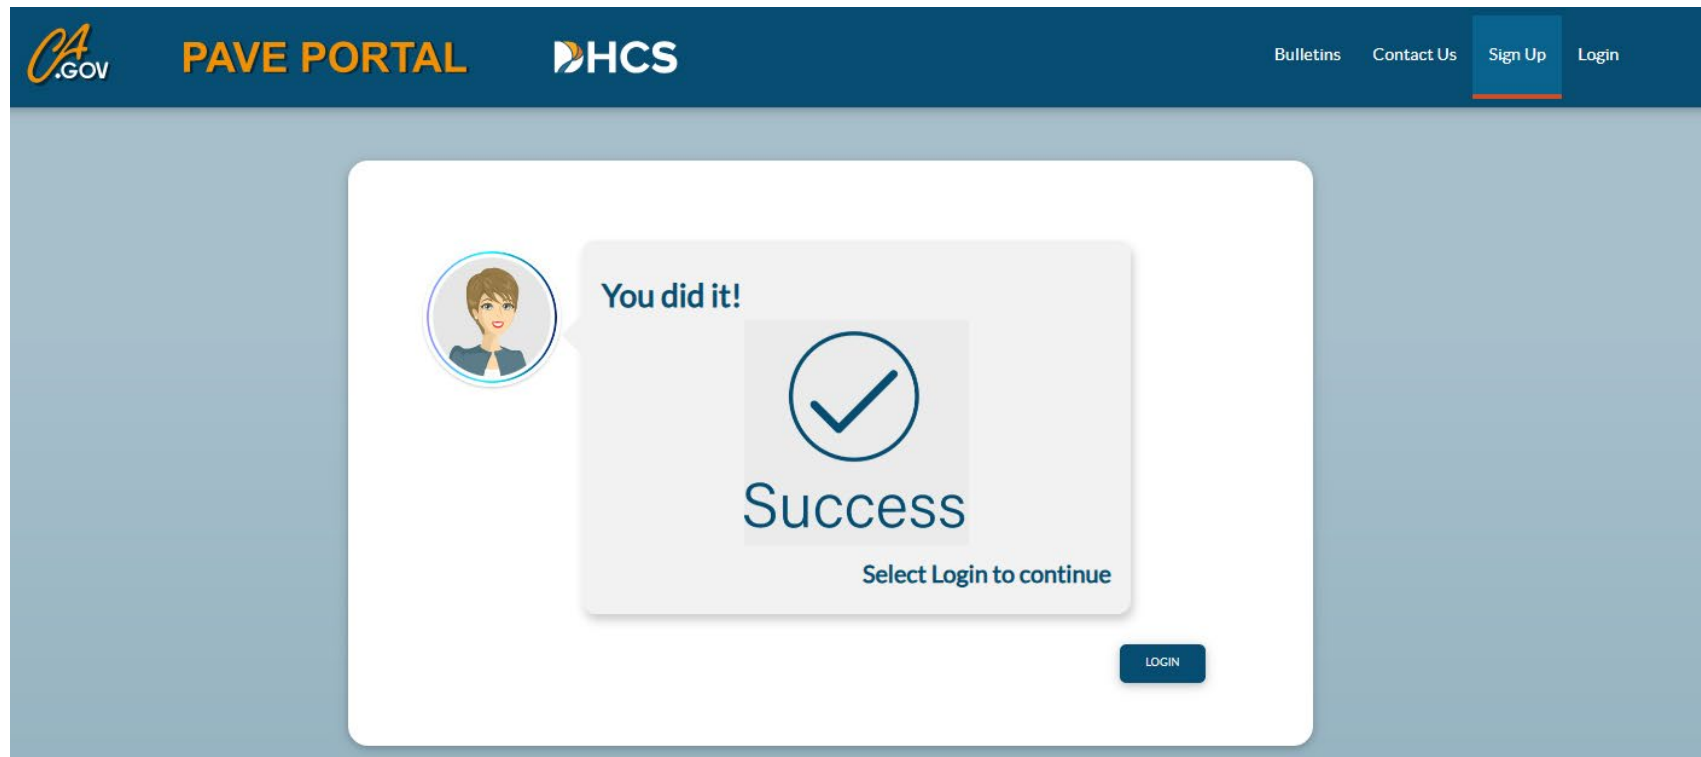 CA.GOV PAVE PORTAL DHCS Bulletins Contact Us Sign Up Login
You did it!
Success
Select Login to continue
LOGIN